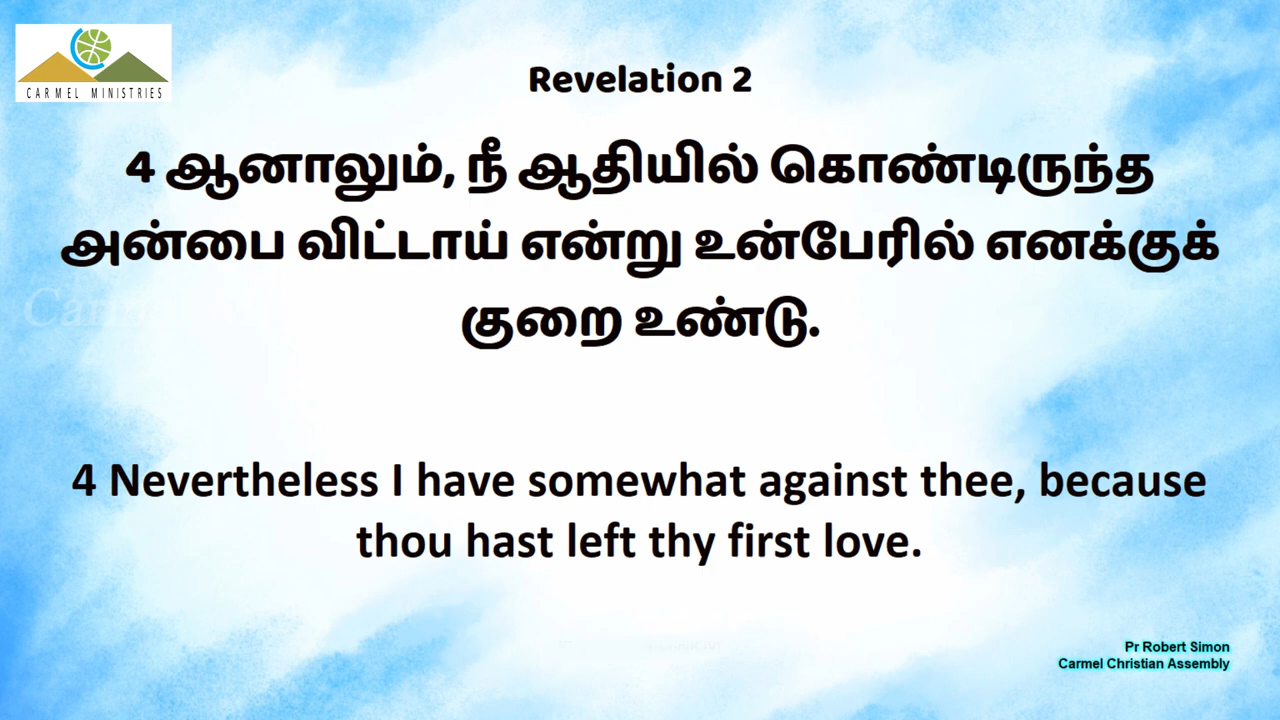 CARMEL MINISTRIES
Revelation 2
4 ஆனாலும், நீ ஆதியில் கொண்டிருந்த
அன்பை விட்டாய் என்று உன்பேரில் எனக்குக்
குறை உண்டு.
4 Nevertheless I have somewhat against thee, because
thou hast left thy first love.
Pr Robert Simon
Carmel Christian Assembly